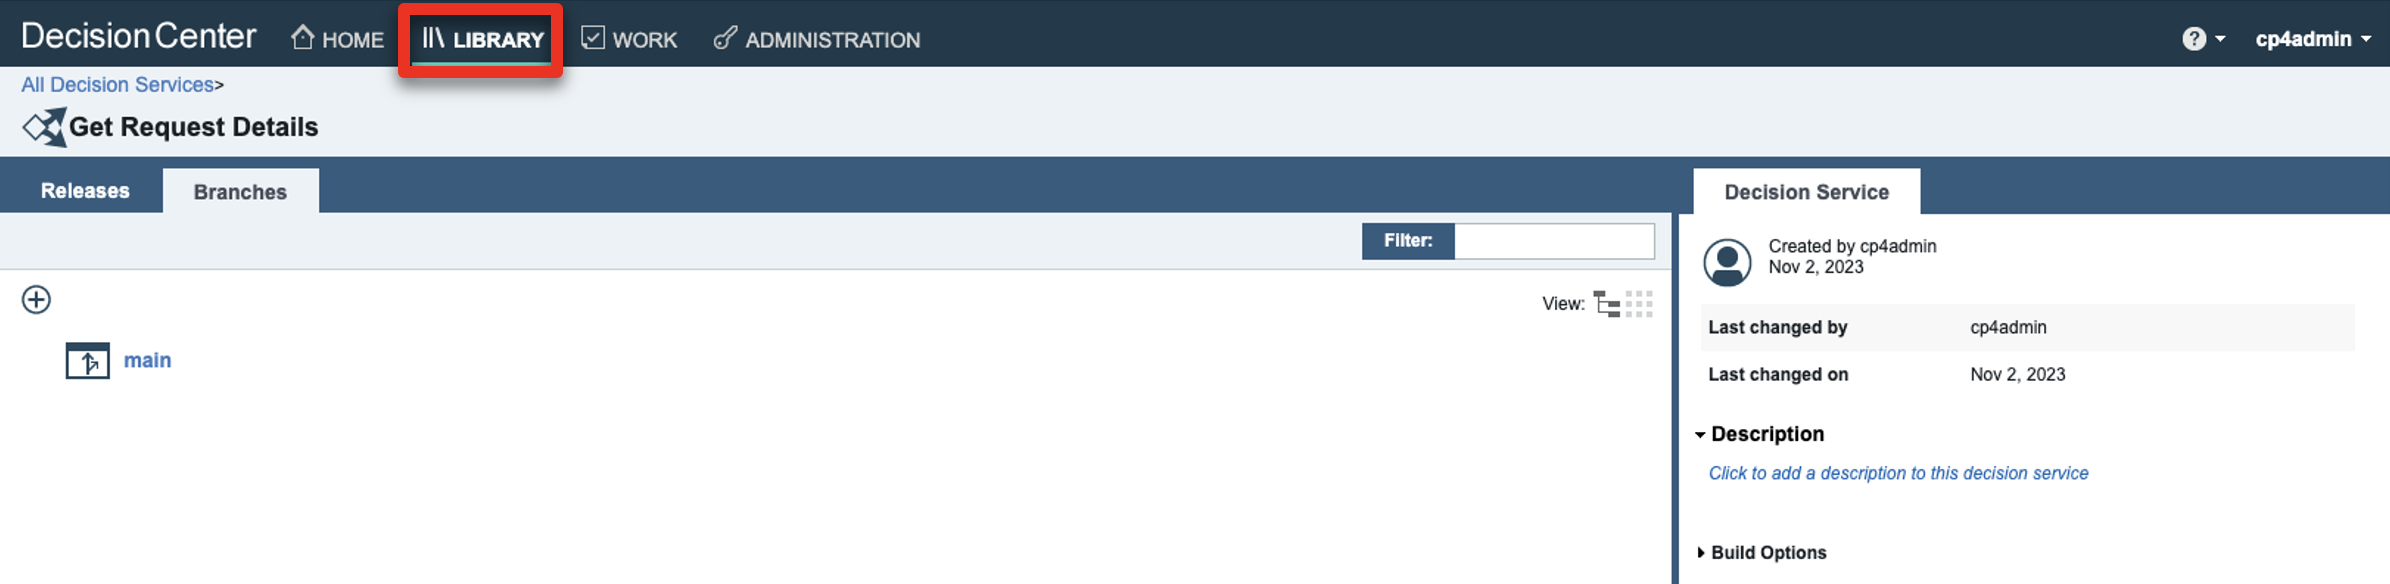 Decision Center HOME LIBRARY WORK ADMINISTRATION ? cp4admin
All Decision Services>
Get Request Details
Releases Branches
Filter:
View:
main
Decision Service
Created by cp4admin
Nov 2, 2023
Last changed by cp4admin
Last changed on Nov 2, 2023
Description
Click to add a description to this decision service
Build Options